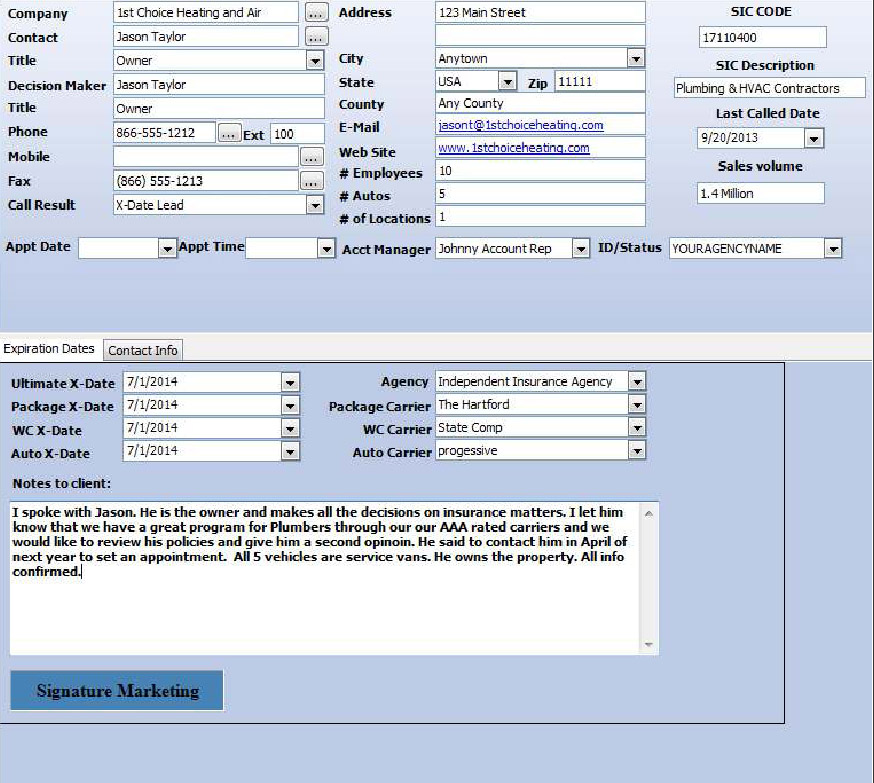 Company 1st Choice Heating and Air ... Address 123 Main Street SIC CODE
Contact Jason Taylor ... 17110400
Title Owner City Anytown SIC Description
Decision Maker Jason Taylor State USA Zip 11111 Plumbing & HVAC Contractors
Title Owner County Any County Last Called Date
Phone 866-555-1212 ... Ext 100 E-Mail jasont@1stchoiceheating.com 9/20/2013
Mobile ... Web Site www.1stchoiceheating.com Sales volume
Fax (866) 555-1213 ... # Employees 10
Call Result X-Date Lead # Autos 5 1.4 Million
# of Locations 1
Appt Date Appt Time Acct Manager Johnny Account Rep ID/Status YOURAGENCYNAME
Expiration Dates Contact Info
Ultimate X-Date 7/1/2014 Agency Independent Insurance Agency
Package X-Date 7/1/2014 Package Carrier The Hartford
WC X-Date 7/1/2014 WC Carrier State Comp
Auto X-Date 7/1/2014 Auto Carrier progessive
Notes to client:
I spoke with Jason. He is the owner and makes all the decisions on insurance matters. I let him
know that we have a great program for Plumbers through our our AAA rated carriers and we
would like to review his policies and give him a second opinoin. He said to contact him in April of
next year to set an appointment. All 5 vehicles are service vans. He owns the property. All info
confirmed.
Signature Marketing